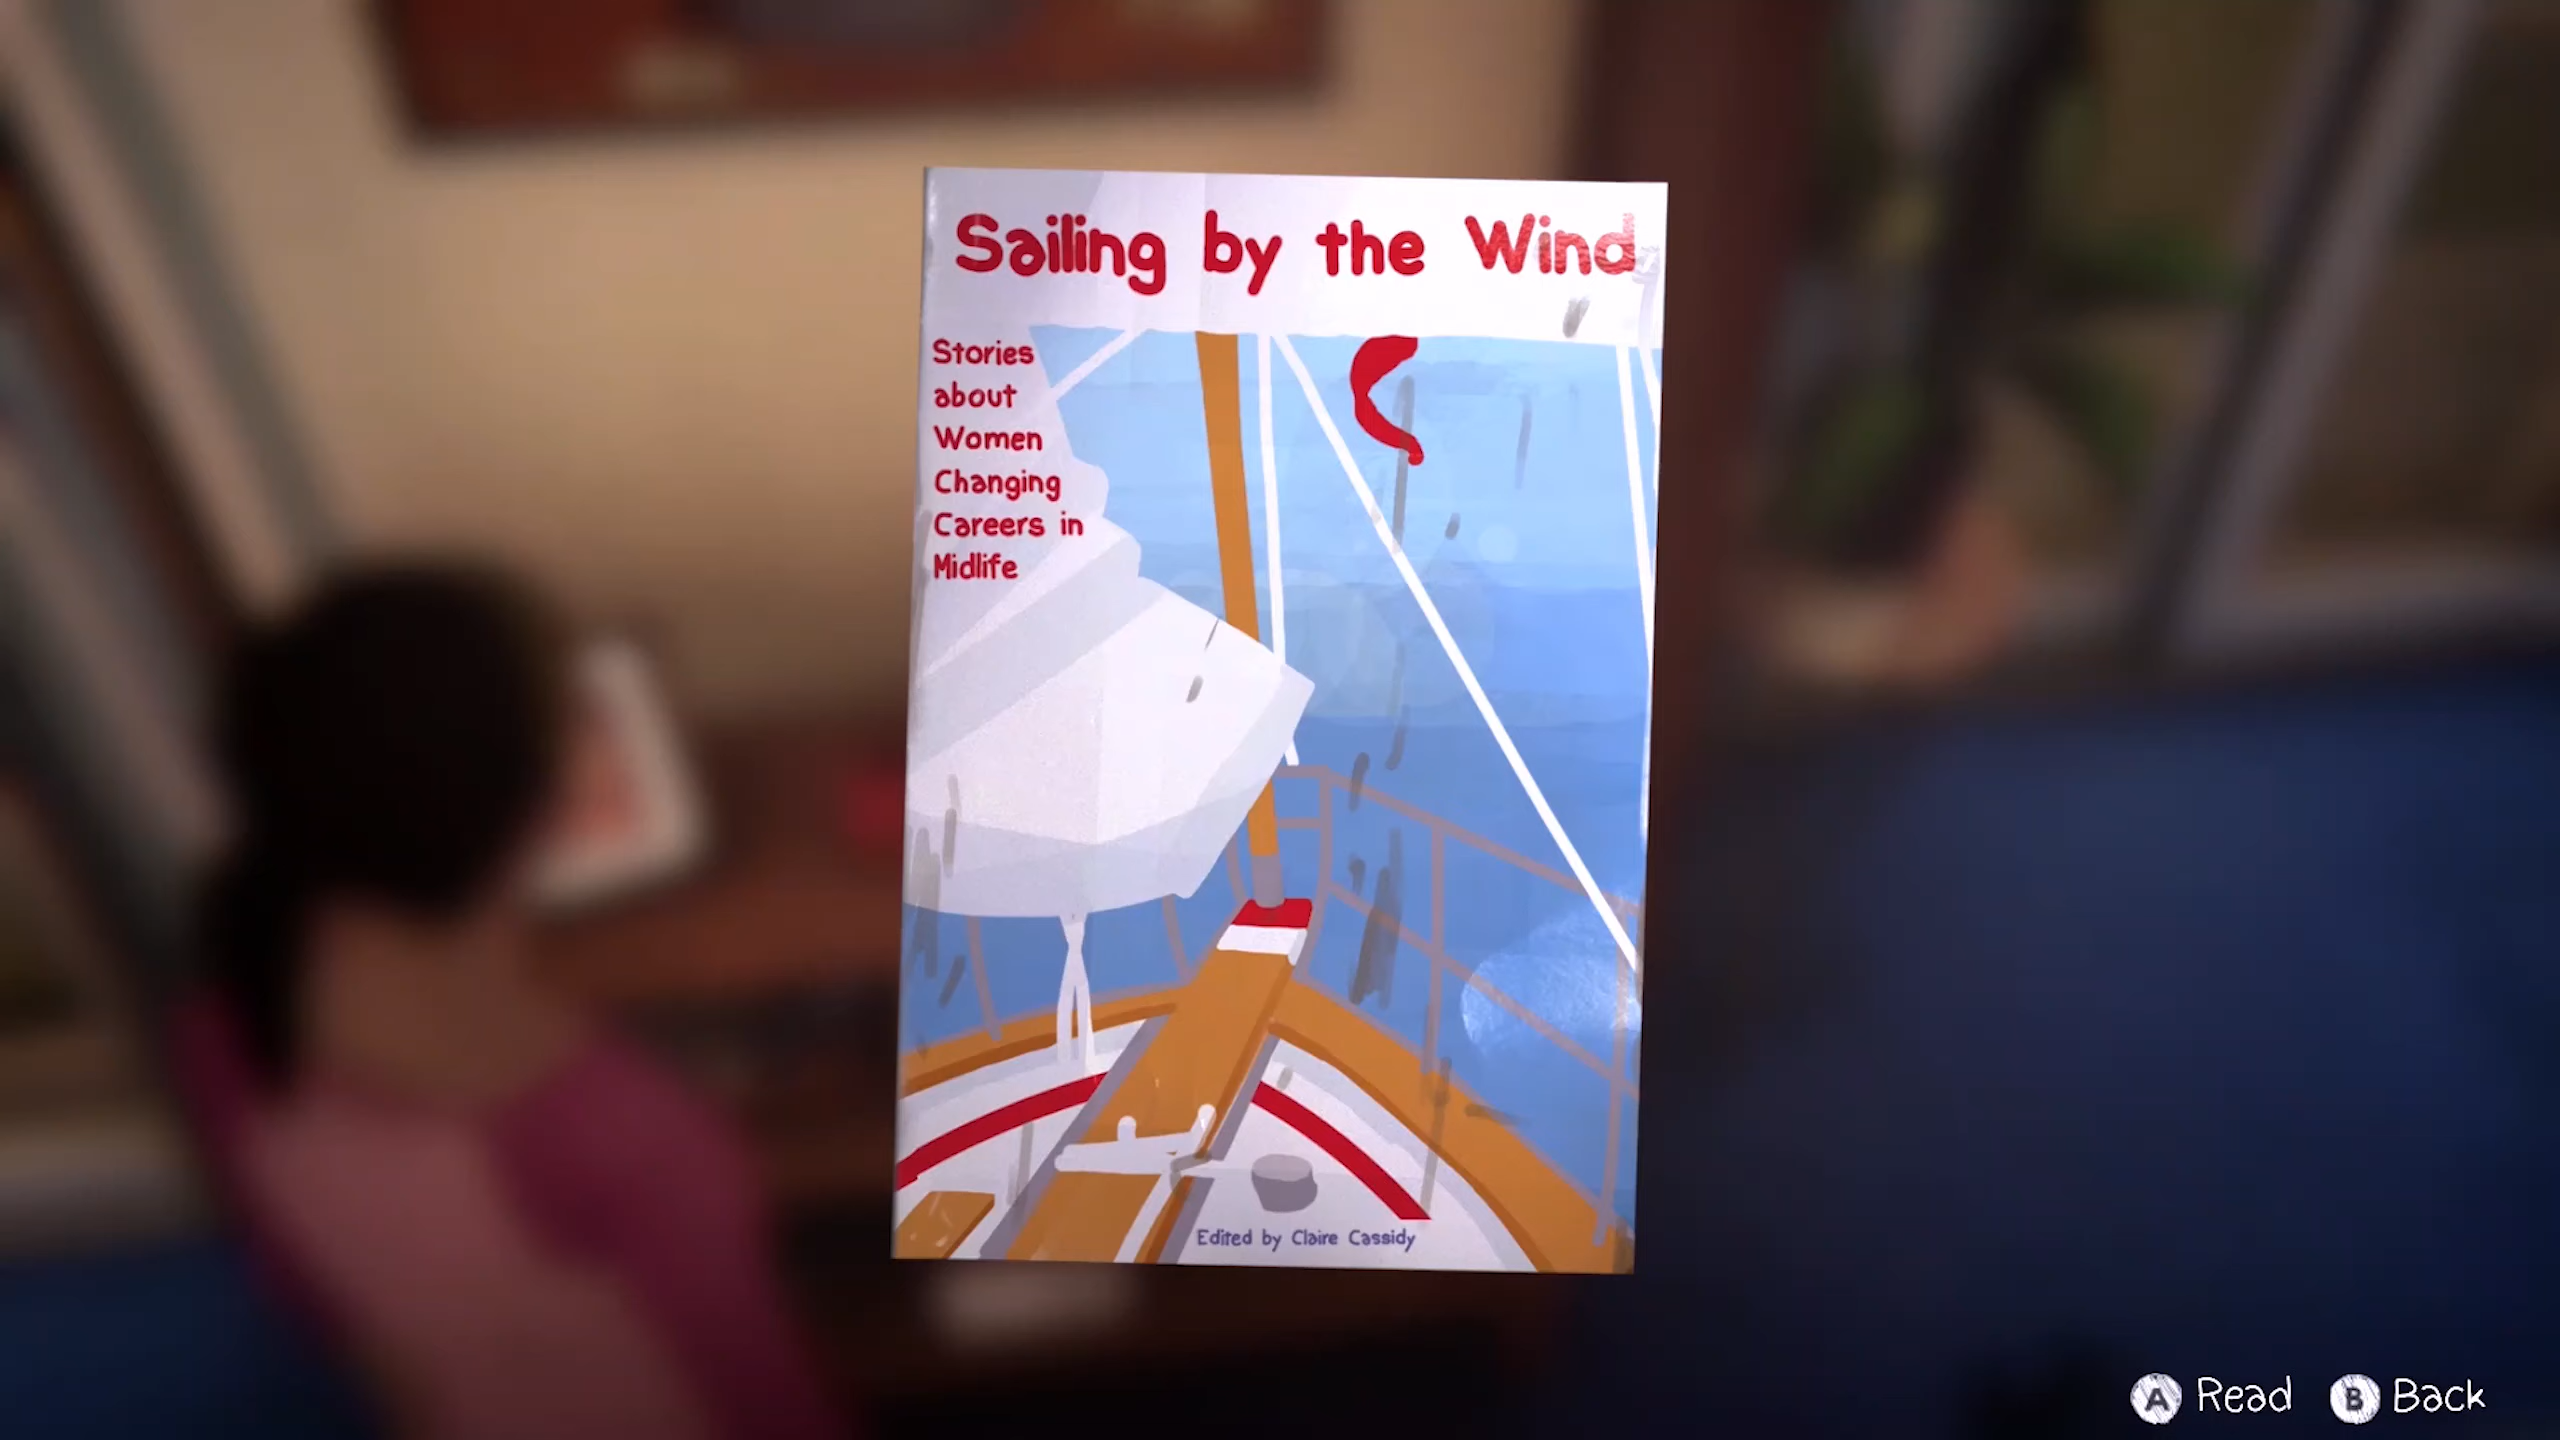 Sailing by the Wind
Stories
about
Women
Changing
Careers in
Midlife
Edited by Claire Cassidy
A Read B Back